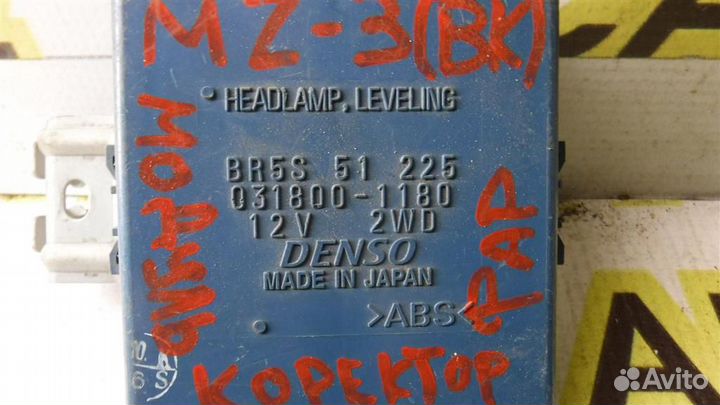 MZ-3(BK)
HEADLAMP, LEVELING
BR5S 51 225
031800-1180
12V 2WD
DENSO
MADE IN JAPAN
>ABS<
МОДУЛЬ
ФАР
КОРЕКТОР
Avito